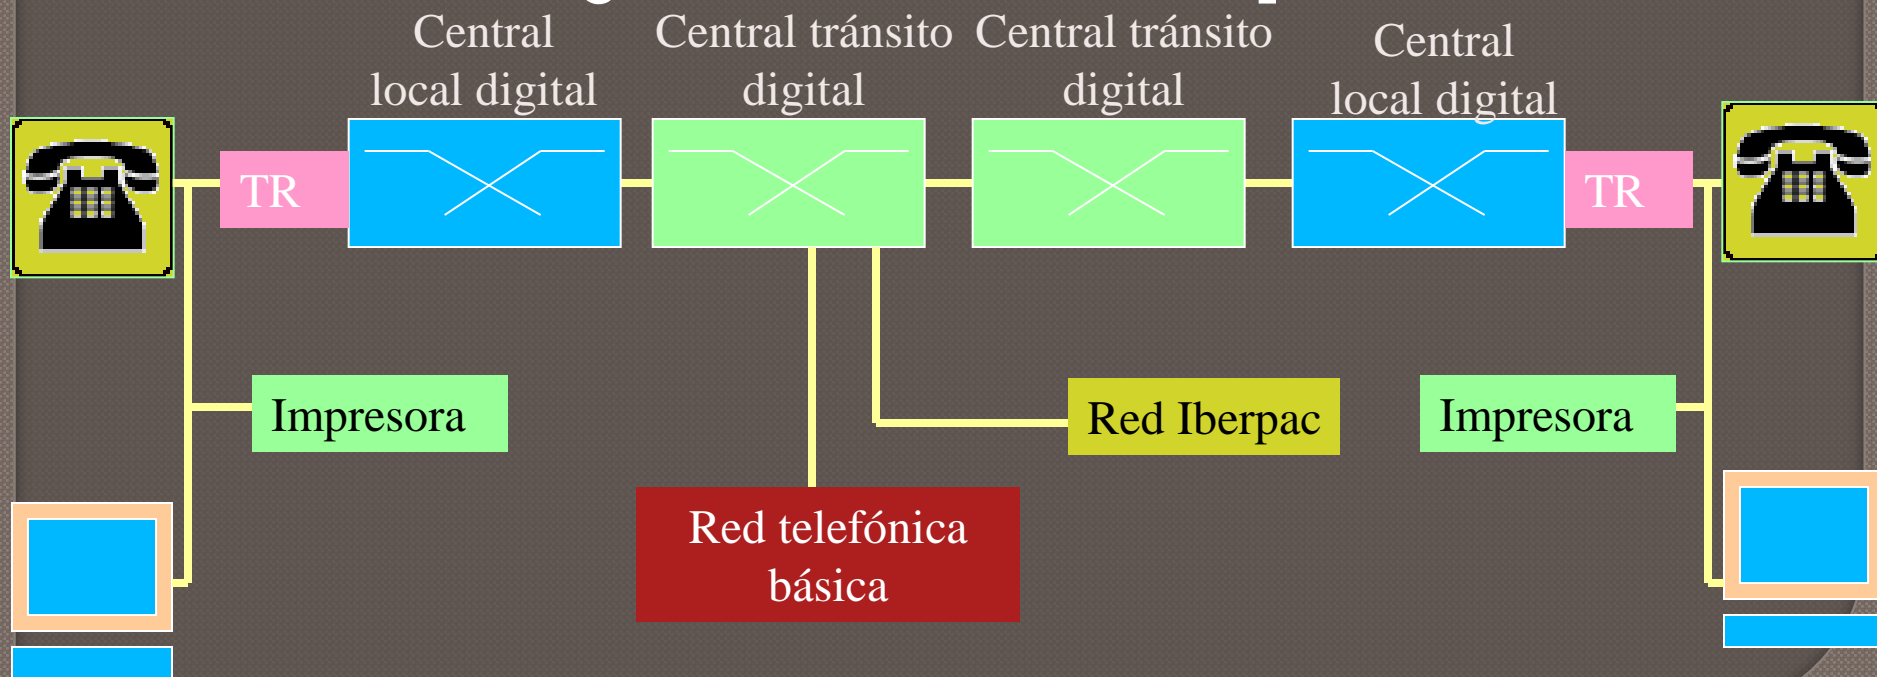 Central
local digital
Central tránsito
digital
Central tránsito
digital
Central
local digital
TR
TR
Impresora
Red Iberpac
Impresora
Red telefónica
básica